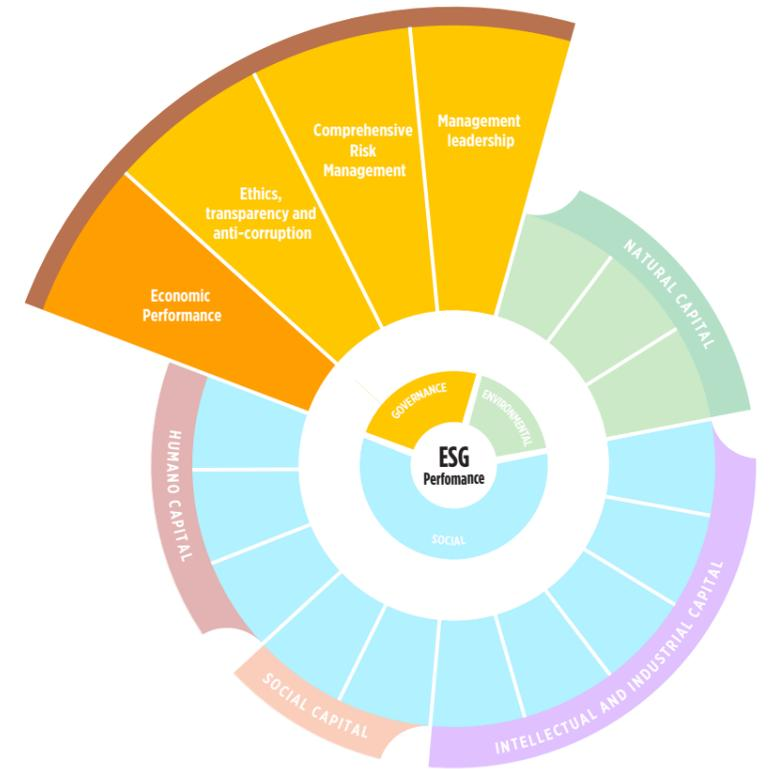 Management
leadership
Comprehensive
Risk
Management
Ethics,
transparency and
anti-corruption
Economic
Performance
NATURAL CAPITAL
HUMANO CAPITAL
GOVERNANCE
ENVIRONMENTAL
ESG
Perfomance
SOCIAL
SOCIAL CAPITAL
INTELLECTUAL AND INDUSTRIAL CAPITAL